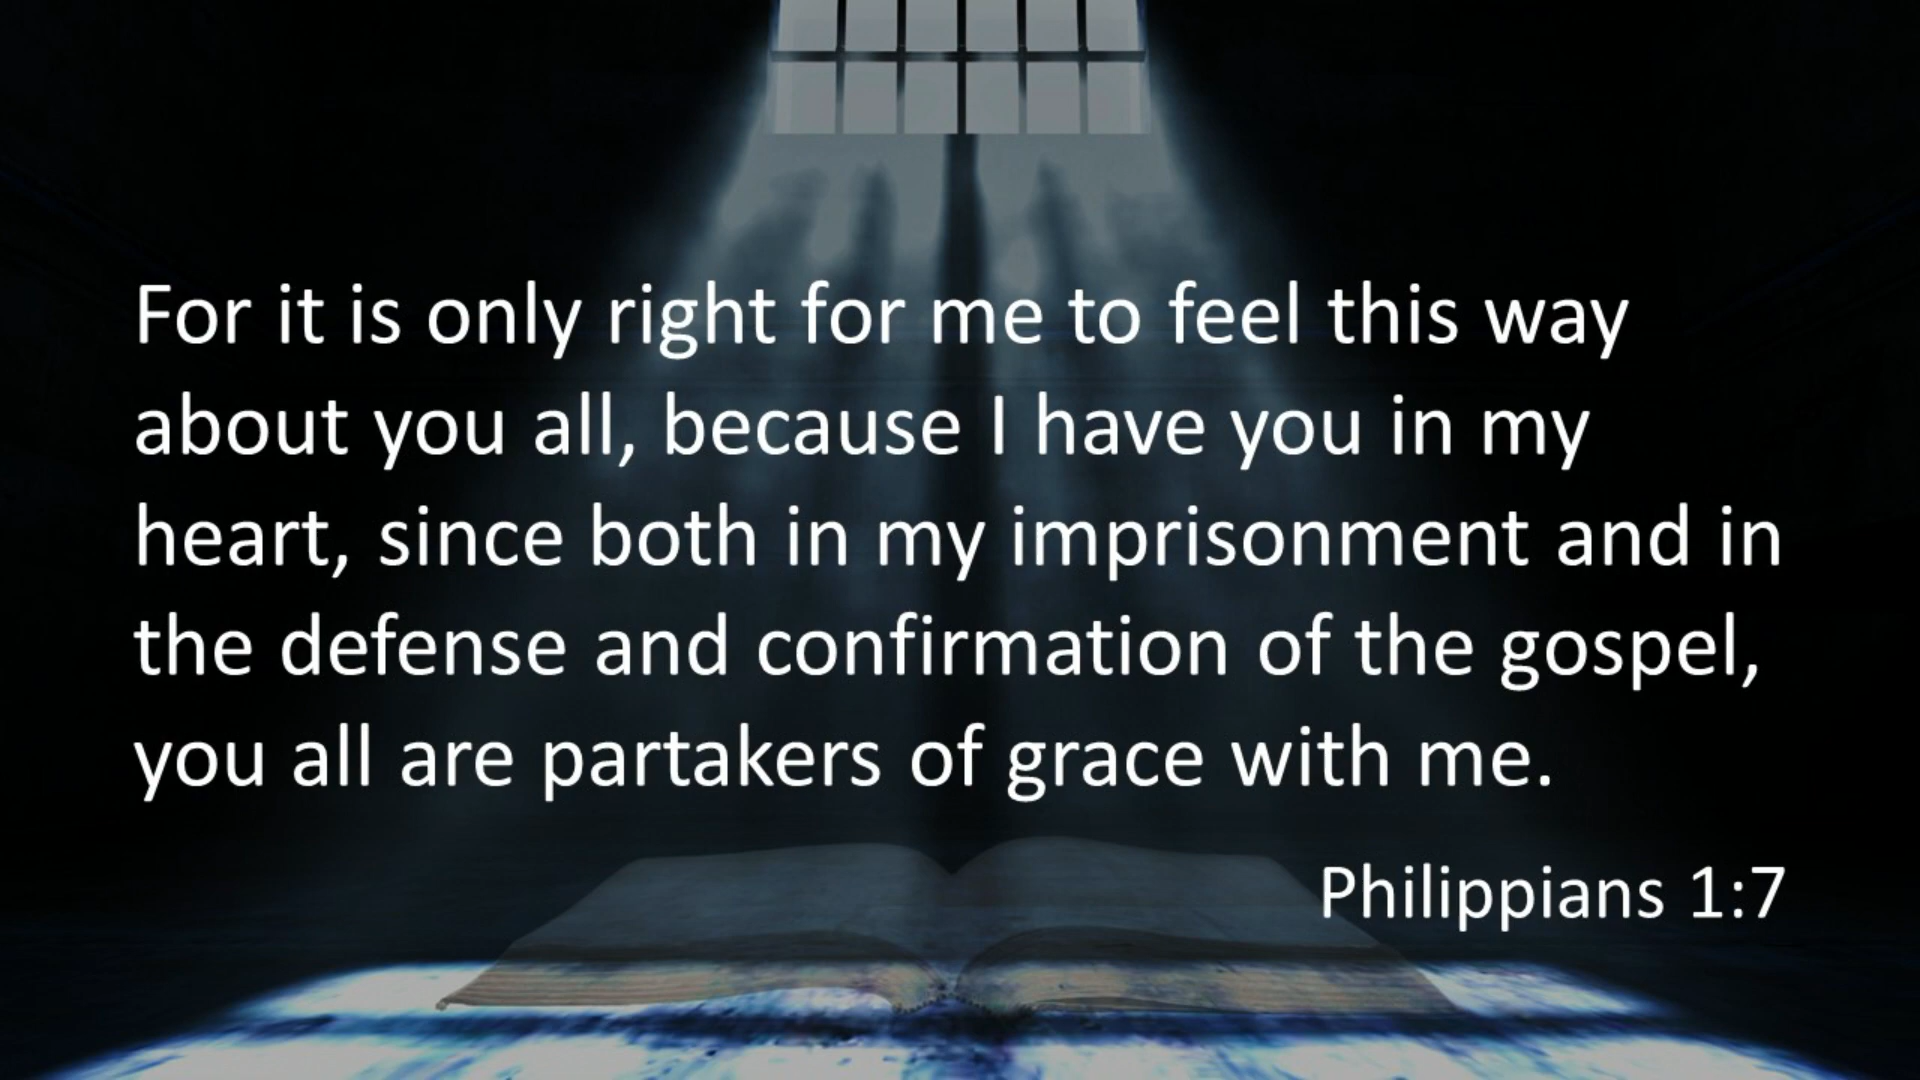 For it is only right for me to feel this way
about you all, because I have you in my
heart, since both in my imprisonment and in
the defense and confirmation of the gospel,
you all are partakers of grace with me.
Philippians 1:7